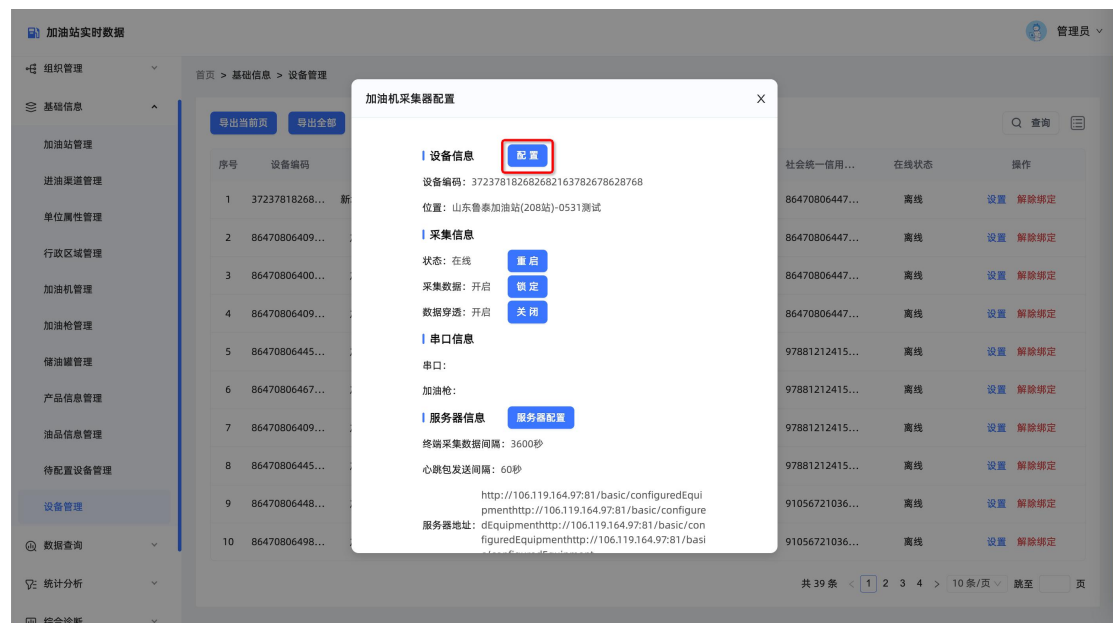 加油站实时数据
管理员
组织管理
首页 > 基础信息 > 设备管理
加油机采集器配置
X
基础信息
导出当前页
导出全部
查询
加油站管理
设备信息
配 置
序号
设备编码
社会统一信用...
在线状态
操作
进油渠道管理
设备编码：37237818268268216378267862​8768
1
37237818268...
86470806447...
离线
设置
解除绑定
单位属性管理
位置：山东鲁泰加油站(208站)-0531测试
2
86470806409...
采集信息
86470806447...
离线
设置
解除绑定
行政区域管理
状态：在线
重 启
3
86470806400...
86470806447...
离线
设置
解除绑定
加油机管理
采集数据：开启
锁 定
4
86470806409...
数据穿透：开启
关 闭
86470806447...
离线
设置
解除绑定
加油枪管理
串口信息
5
86470806445...
97881212415...
离线
设置
解除绑定
储油罐管理
串口：
6
86470806467...
加油枪：
97881212415...
离线
设置
解除绑定
产品信息管理
服务器信息
服务器配置
7
86470806409...
97881212415...
离线
设置
解除绑定
油品信息管理
终端采集数据间隔：3600秒
8
86470806445...
心跳包发送间隔：60秒
97881212415...
离线
设置
解除绑定
待配置设备管理
http://106.119.164.97:81/basic/configuredEqui
9
86470806448...
pmenthttp://106.119.164.97:81/basic/configure
91056721036...
离线
设置
解除绑定
设备管理
服务器地址：dEquipmenthttp://106.119.164.97:81/basic/con
10
86470806498...
figuredEquipmenthttp://106.119.164.97:81/basi
91056721036...
离线
设置
解除绑定
数据查询
共 39 条
<
1
2
3
4
>
10 条/页
跳至
页
统计分析